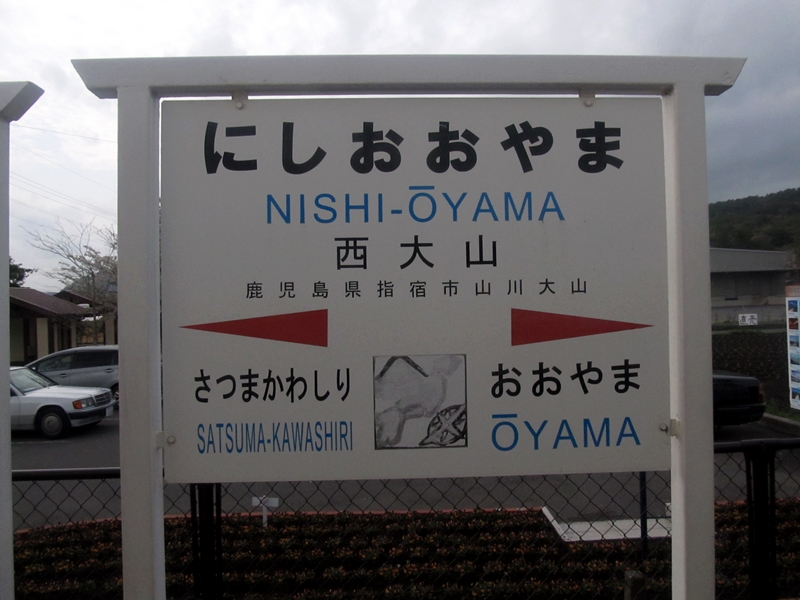 にしおおやま
NISHI-ŌYAMA
西大山
鹿児島県指宿市山川大山
さつまかわしり
SATSUMA-KAWASHIRI
おおやま
ŌYAMA